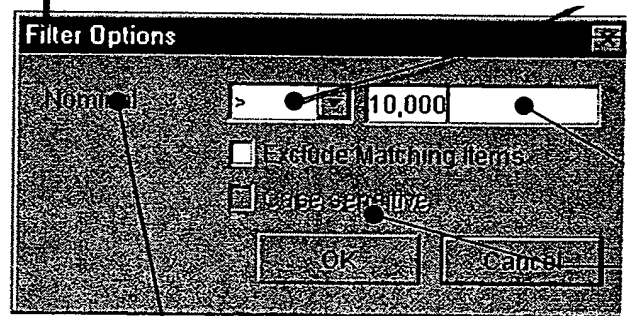 Filter Options
Nominal > 10,000
Exclude Matching Items
Case sensitive
OK Cancel